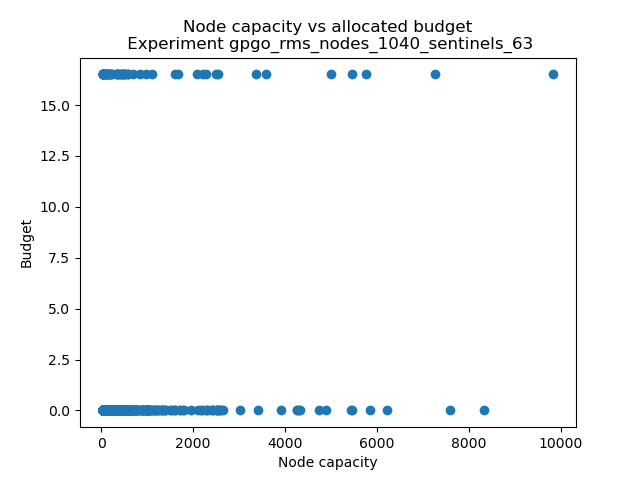 Node capacity vs allocated budget
Experiment gpgo_rms_nodes_1040_sentinels_63
15.0
12.5
10.0
7.5
5.0
2.5
0.0
Budget
0 2000 4000 6000 8000 10000
Node capacity